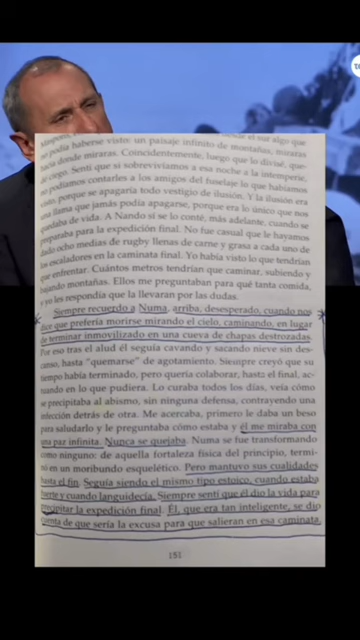 no podía haberse visto: un paisaje infinito de montañas, miraras
hacia donde miraras. Coincidentemente, luego que lo divisé, que-
dé ciego. Sentí que si sobrevivíamos a esa noche a la intemperie,
no podíamos contarles a los amigos del fuselaje lo que habíamos
visto, porque se apagaría todo vestigio de ilusión. Y la ilusión era
una llama que jamás podía apagarse, porque era lo único que nos
quedaba de vida. A Nando sí se lo conté, más adelante, cuando se
preparaba para la expedición final. No fue casual que le hayamos
dado ocho medias de rugby llenas de carne y grasa a cada uno de
los escaladores en la caminata final. Yo había visto lo que tendrían
que enfrentar. Cuántos metros tendrían que caminar, subiendo y
bajando montañas. Ellos me preguntaban para qué tanta comida,
y yo les respondía que la llevaran por las dudas.
Siempre recuerdo a Numa, arriba, desesperado, cuando nos
dice que prefería morirse mirando el cielo, caminando, en lugar
de terminar inmovilizado en una cueva de chapas destrozadas.
Por eso tras el alud él seguía cavando y sacando nieve sin des-
canso, hasta "quemarse" de agotamiento. Siempre creyó que su
tiempo había terminado, pero quería colaborar, hasta el final, ac-
tuando en lo que pudiera. Lo curaba todos los días, veía cómo
se precipitaba al abismo, sin ninguna defensa, contrayendo una
infección detrás de otra. Me acercaba, primero le daba un beso
para saludarlo y le preguntaba cómo estaba y él me miraba con
una paz infinita. Nunca se quejaba. Numa se fue transformando
como ninguno: de aquella fortaleza física del principio, termi-
nó en un moribundo esquelético. Pero mantuvo sus cualidades
hasta el fin. Seguía siendo el mismo tipo estoico, cuando estaba
fuerte y cuando languidecía. Siempre sentí que él dio la vida para
precipitar la expedición final. Él, que era tan inteligente, se dio
cuenta de que sería la excusa para que salieran en esa caminata.
151